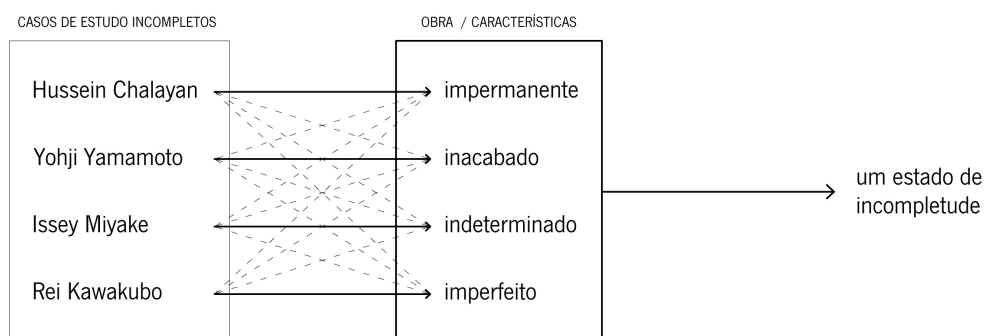 CASOS DE ESTUDO INCOMPLETOS
OBRA / CARACTERÍSTICAS
Hussein Chalayan
impermanente
Yohji Yamamoto
inacabado
Issey Miyake
indeterminado
Rei Kawakubo
imperfeito
um estado de
incompletude